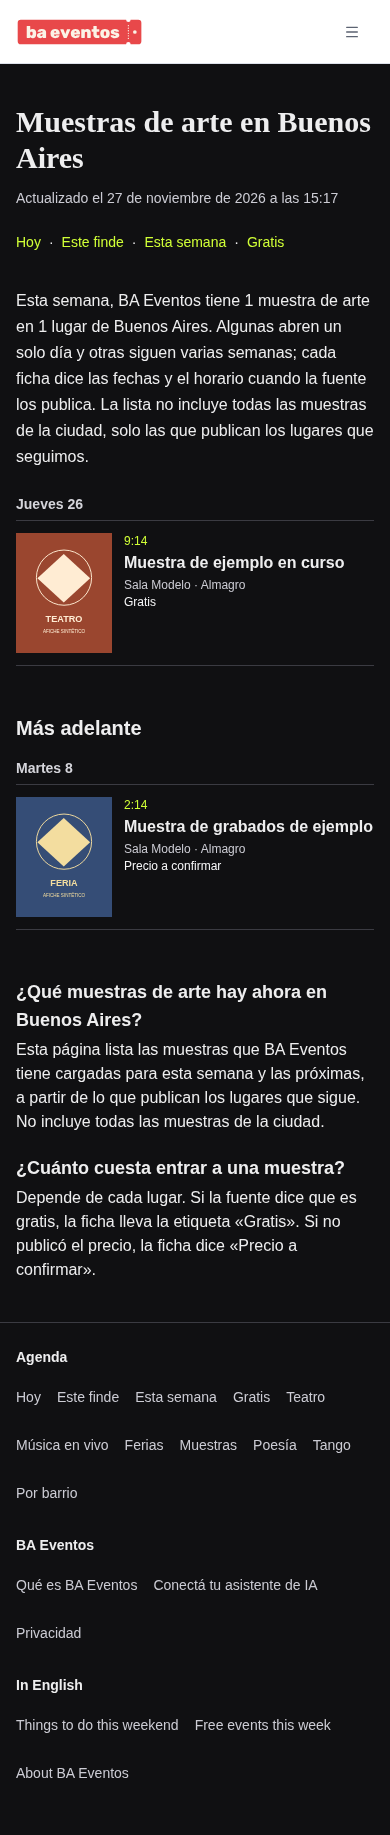 ba eventos
Muestras de arte en Buenos
Aires
Actualizado el 27 de noviembre de 2026 a las 15:17
Hoy · Este finde · Esta semana · Gratis
Esta semana, BA Eventos tiene 1 muestra de arte
en 1 lugar de Buenos Aires. Algunas abren un
solo día y otras siguen varias semanas; cada
ficha dice las fechas y el horario cuando la fuente
los publica. La lista no incluye todas las muestras
de la ciudad, solo las que publican los lugares que
seguimos.
Jueves 26
TEATRO
AFICHE SINTÉTICO
9:14
Muestra de ejemplo en curso
Sala Modelo · Almagro
Gratis
Más adelante
Martes 8
FERIA
AFICHE SINTÉTICO
2:14
Muestra de grabados de ejemplo
Sala Modelo · Almagro
Precio a confirmar
¿Qué muestras de arte hay ahora en
Buenos Aires?
Esta página lista las muestras que BA Eventos
tiene cargadas para esta semana y las próximas,
a partir de lo que publican los lugares que sigue.
No incluye todas las muestras de la ciudad.
¿Cuánto cuesta entrar a una muestra?
Depende de cada lugar. Si la fuente dice que es
gratis, la ficha lleva la etiqueta «Gratis». Si no
publicó el precio, la ficha dice «Precio a
confirmar».
Agenda
Hoy Este finde Esta semana Gratis Teatro
Música en vivo Ferias Muestras Poesía Tango
Por barrio
BA Eventos
Qué es BA Eventos Conectá tu asistente de IA
Privacidad
In English
Things to do this weekend Free events this week
About BA Eventos